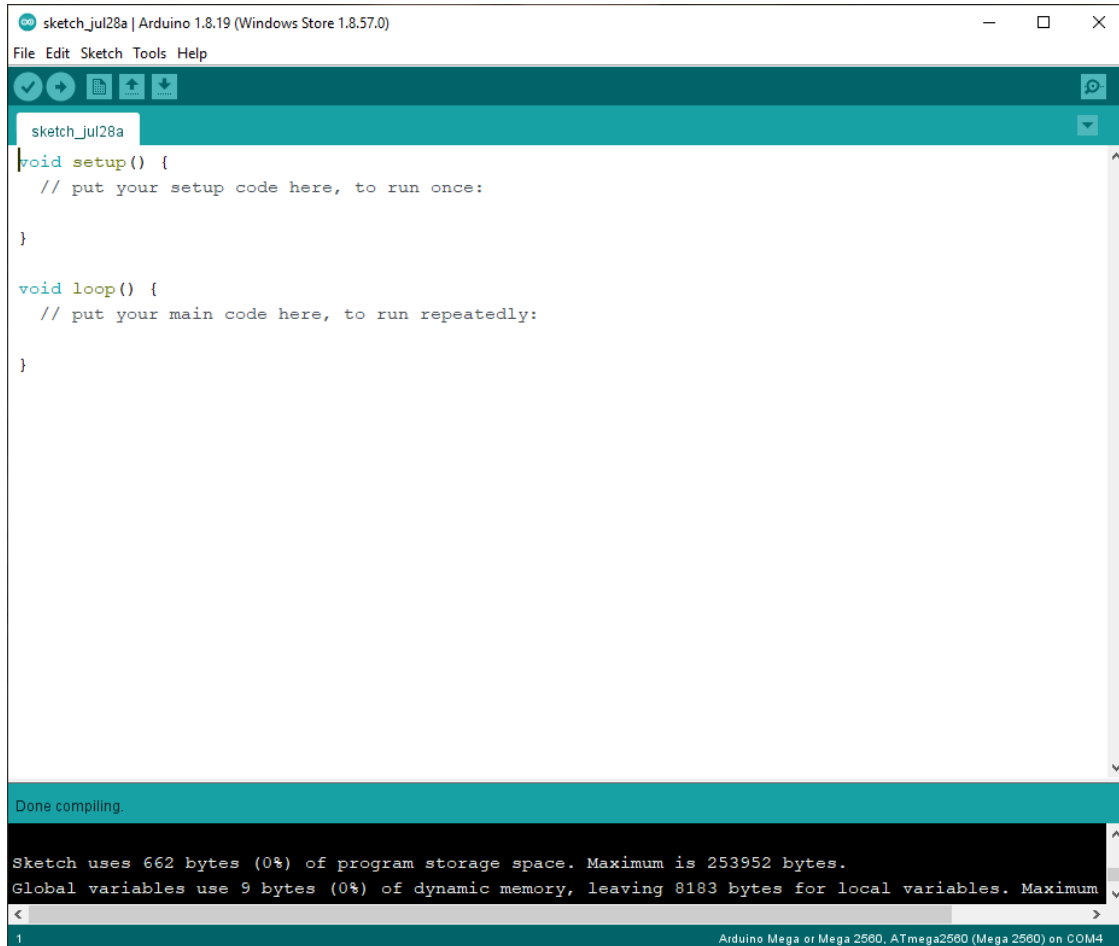 sketch_jul28a | Arduino 1.8.19 (Windows Store 1.8.57.0)
File Edit Sketch Tools Help
sketch_jul28a
void setup() {
  // put your setup code here, to run once:
}
void loop() {
  // put your main code here, to run repeatedly:
}
Done compiling.
Sketch uses 662 bytes (0%) of program storage space. Maximum is 253952 bytes.
Global variables use 9 bytes (0%) of dynamic memory, leaving 8183 bytes for local variables. Maximum
1 Arduino Mega or Mega 2560, ATmega2560 (Mega 2560) on COM4